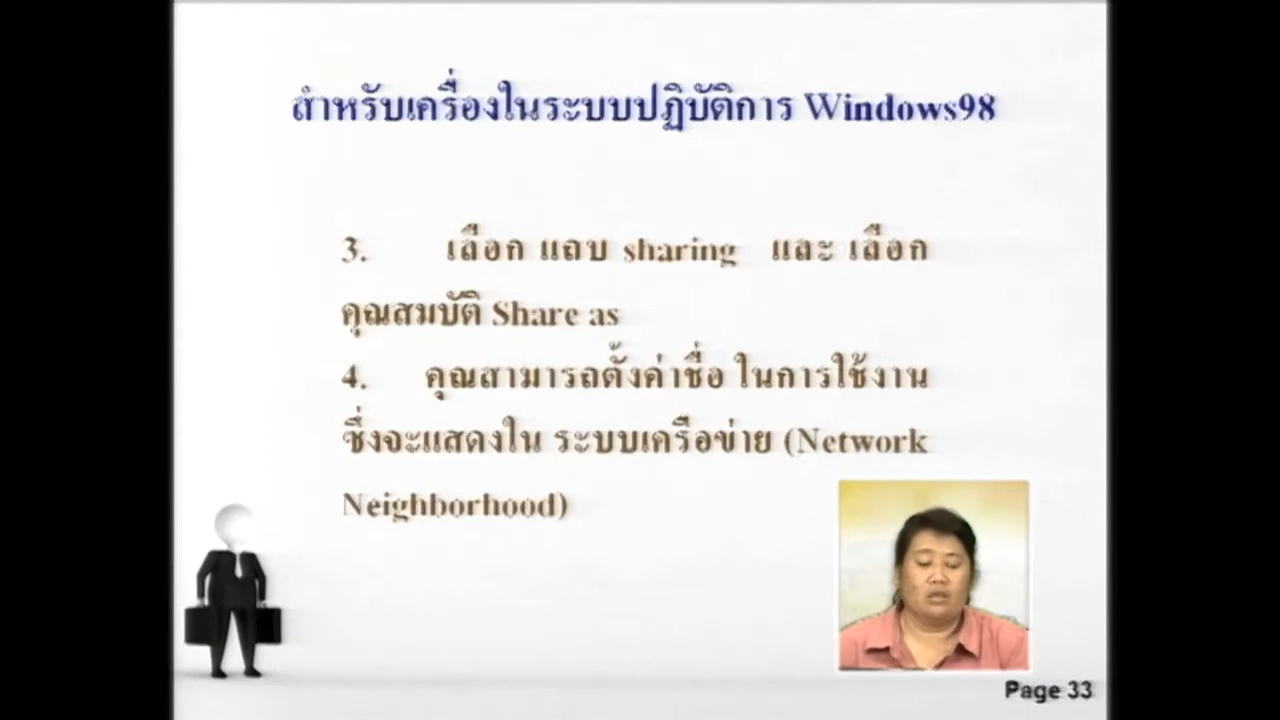 สำหรับเครื่องในระบบปฏิบัติการ Windows98
3. เลือก แถบ sharing และ เลือก
คุณสมบัติ Share as
4. คุณสามารถตั้งค่าชื่อ ในการใช้งาน
ซึ่งจะแสดงใน ระบบเครือข่าย (Network
Neighborhood)
Page 33